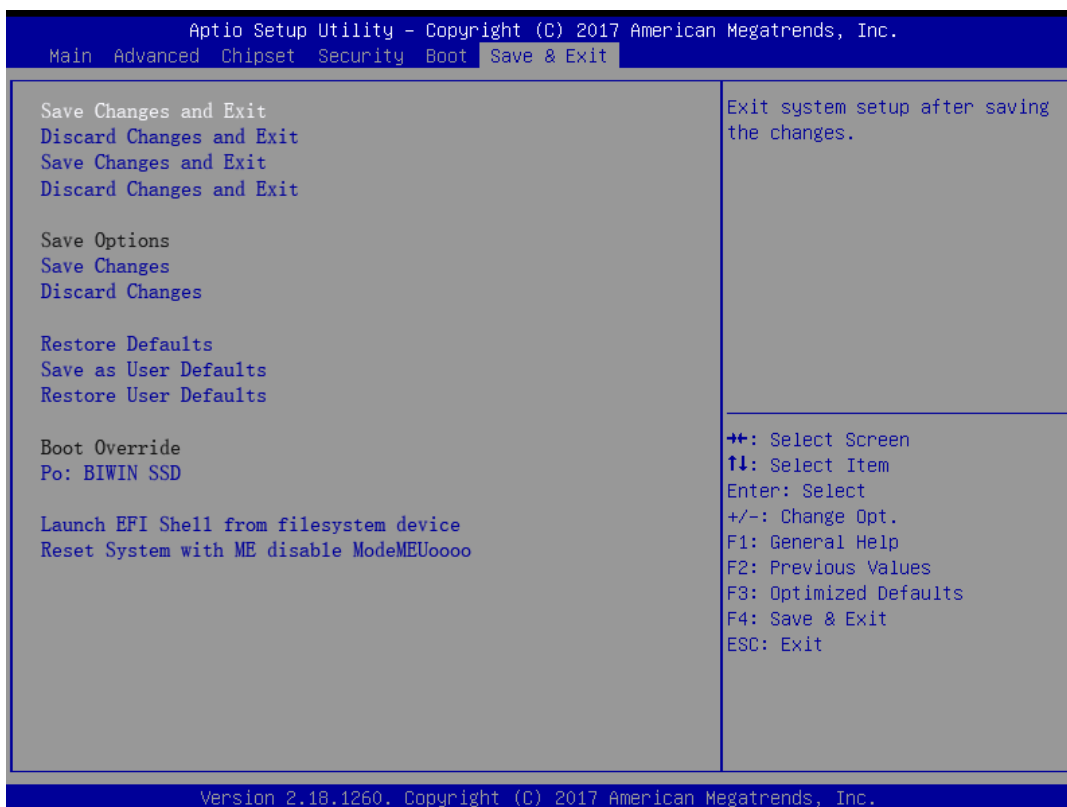 Aptio Setup Utility – Copyright (C) 2017 American Megatrends, Inc.
Main Advanced Chipset Security Boot Save & Exit
Save Changes and Exit
Discard Changes and Exit
Save Changes and Exit
Discard Changes and Exit
Save Options
Save Changes
Discard Changes
Restore Defaults
Save as User Defaults
Restore User Defaults
Boot Override
Po: BIWIN SSD
Launch EFI Shell from filesystem device
Reset System with ME disable ModeMEUoooo
Exit system setup after saving
the changes.
→←: Select Screen
↑↓: Select Item
Enter: Select
+/-: Change Opt.
F1: General Help
F2: Previous Values
F3: Optimized Defaults
F4: Save & Exit
ESC: Exit
Version 2.18.1260. Copyright (C) 2017 American Megatrends, Inc.